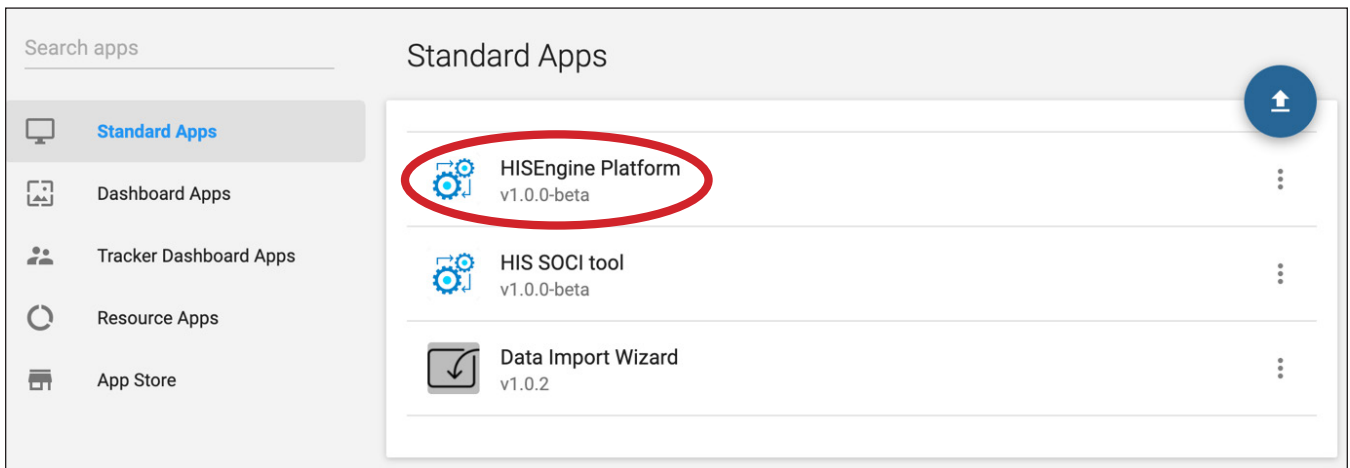 Search apps
Standard Apps
Dashboard Apps
Tracker Dashboard Apps
Resource Apps
App Store
Standard Apps
HISEngine Platform
v1.0.0-beta
HIS SOCI tool
v1.0.0-beta
Data Import Wizard
v1.0.2